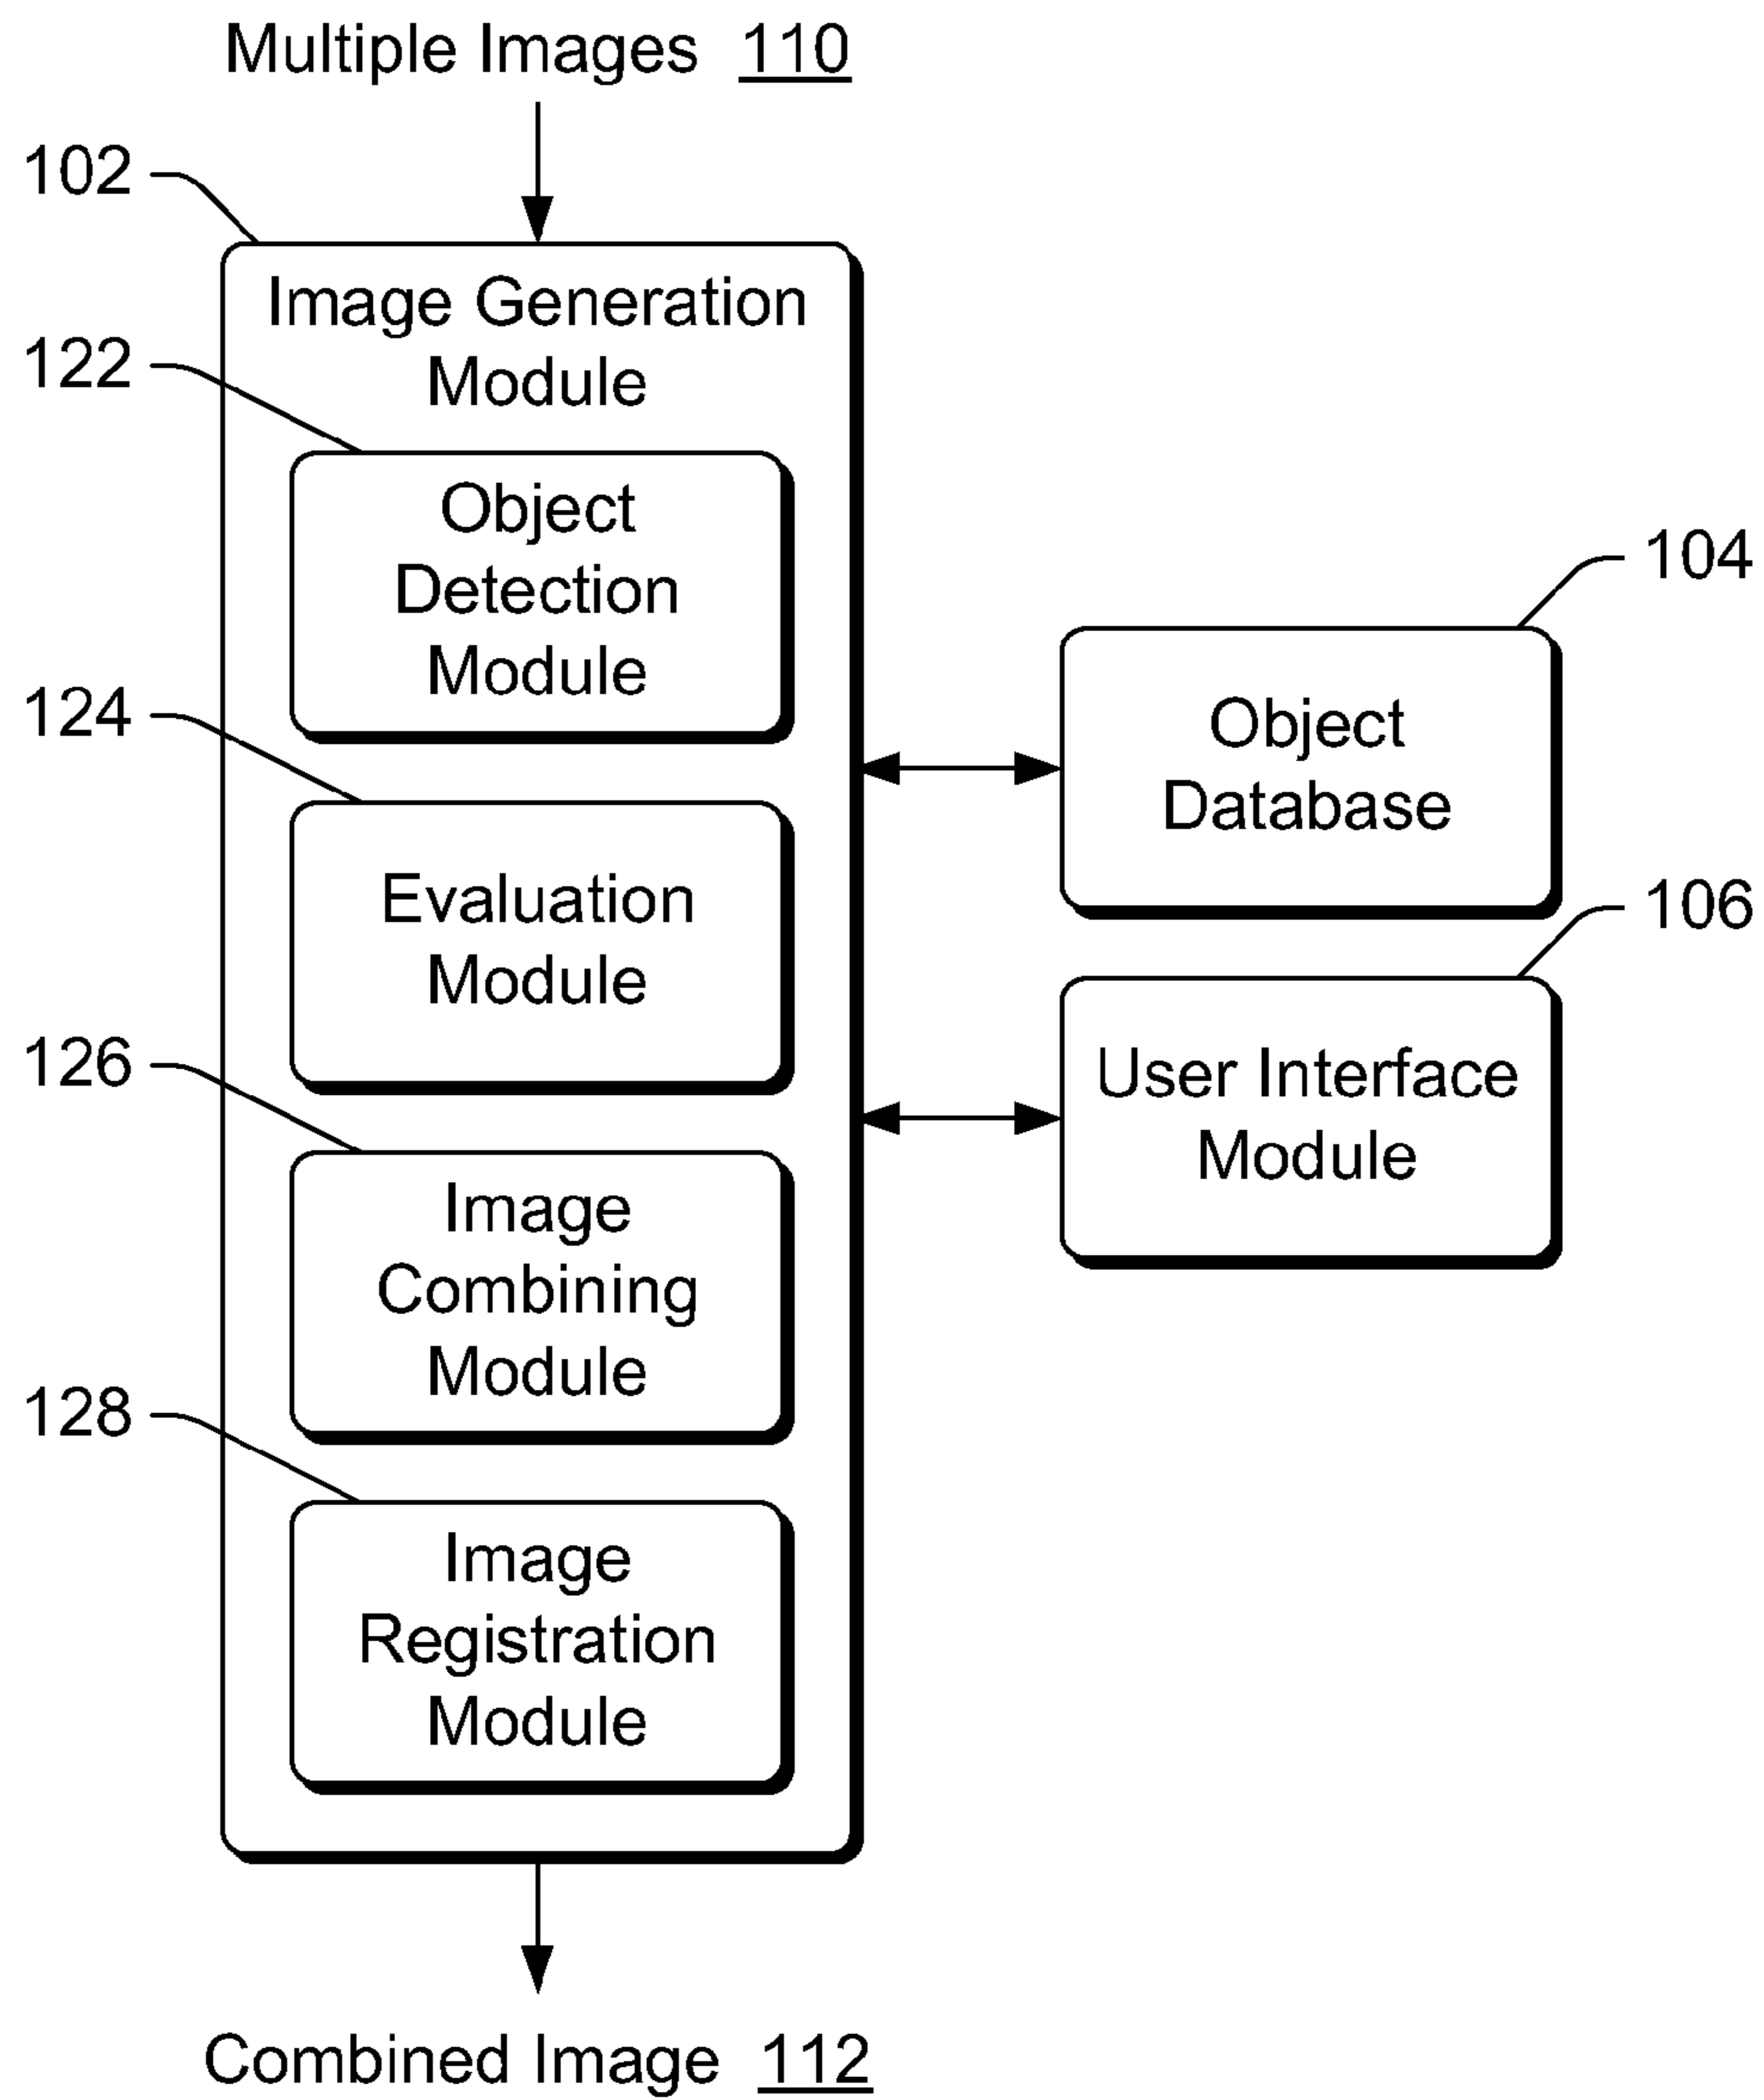 Multiple Images 110
102
Image Generation
Module
122
Object
Detection
Module
124
Evaluation
Module
126
Image
Combining
Module
128
Image
Registration
Module
104
Object
Database
106
User Interface
Module
Combined Image 112